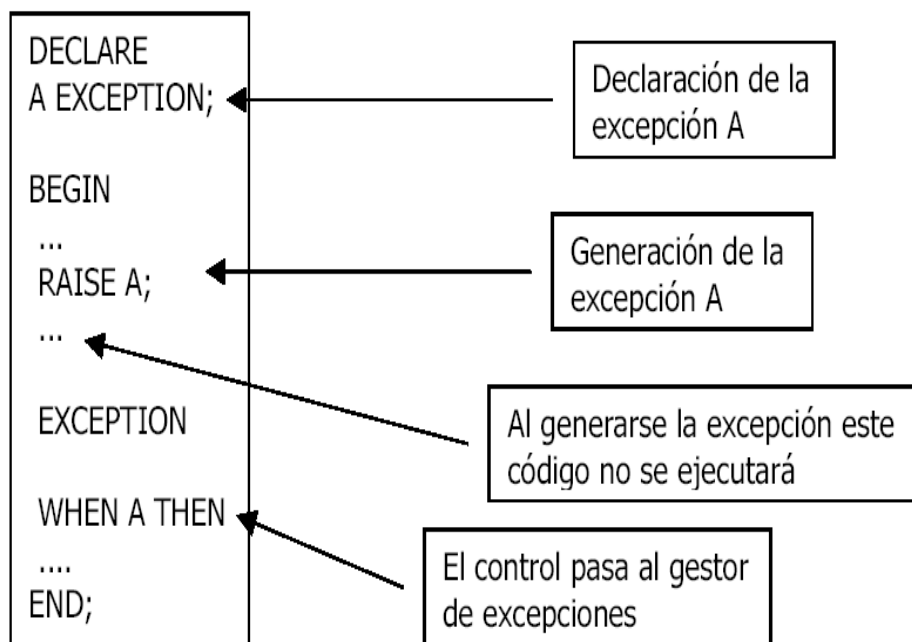 DECLARE
A EXCEPTION;
BEGIN
...
RAISE A;
...
EXCEPTION
WHEN A THEN
....
END;
Declaración de la
excepción A
Generación de la
excepción A
Al generarse la excepción este
código no se ejecutará
El control pasa al gestor
de excepciones